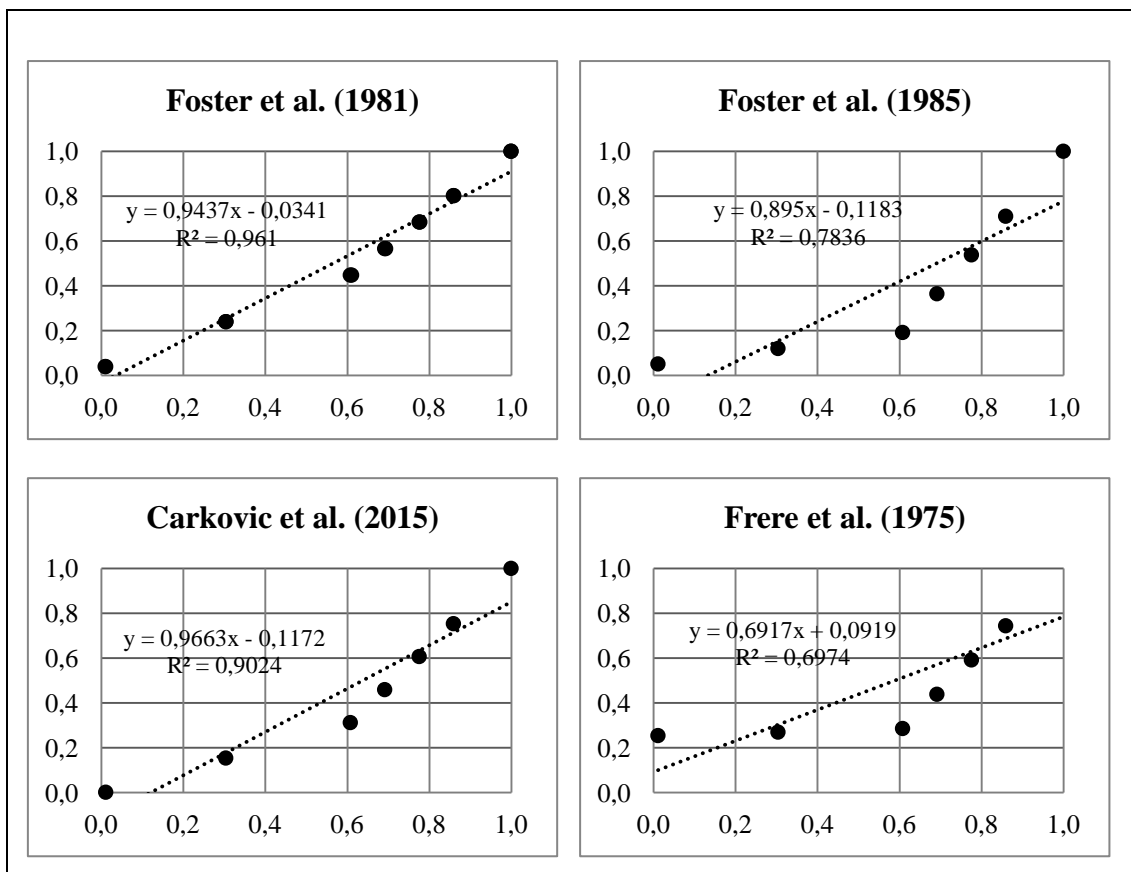 Foster et al. (1981)
1,0
0,8
0,6
0,4
0,2
0,0
y = 0,9437x - 0,0341
R² = 0,961
0,0 0,2 0,4 0,6 0,8 1,0
Foster et al. (1985)
1,0
0,8
0,6
0,4
0,2
0,0
y = 0,895x - 0,1183
R² = 0,7836
0,0 0,2 0,4 0,6 0,8 1,0
Carkovic et al. (2015)
1,0
0,8
0,6
0,4
0,2
0,0
y = 0,9663x - 0,1172
R² = 0,9024
0,0 0,2 0,4 0,6 0,8 1,0
Frere et al. (1975)
1,0
0,8
0,6
0,4
0,2
0,0
y = 0,6917x + 0,0919
R² = 0,6974
0,0 0,2 0,4 0,6 0,8 1,0